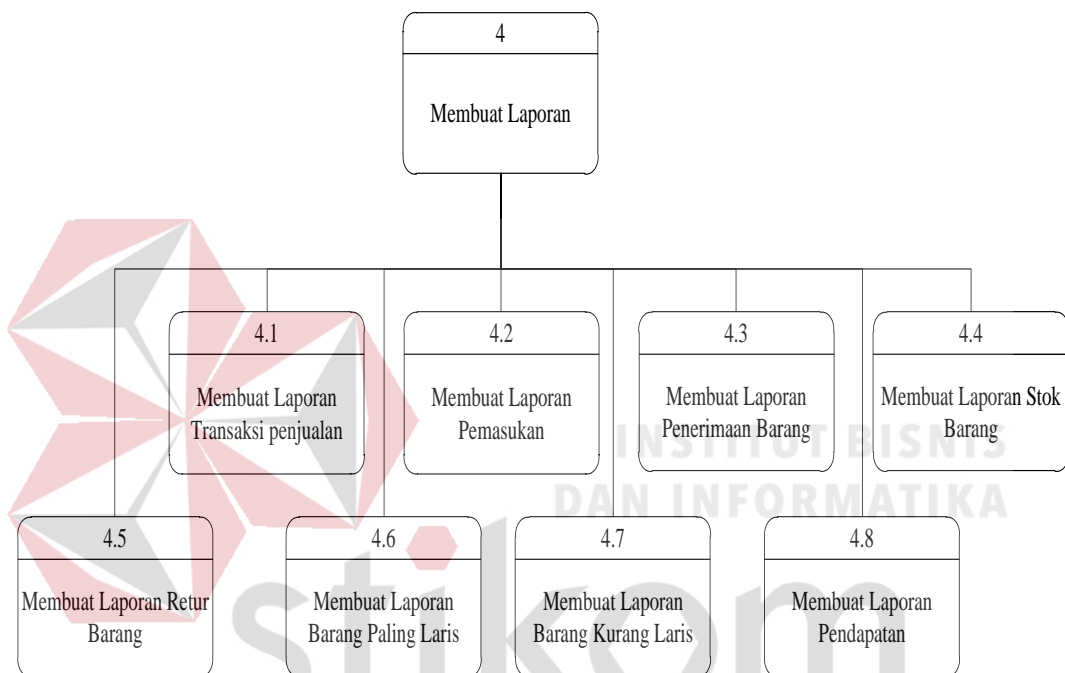 4
Membuat Laporan
4.1
Membuat Laporan
Transaksi penjualan
4.2
Membuat Laporan
Pemasukan
4.3
Membuat Laporan
Penerimaan Barang
4.4
Membuat Laporan Stok
Barang
INSTITUT BISNIS
DAN INFORMATIKA
4.5
Membuat Laporan Retur
Barang
4.6
Membuat Laporan
Barang Paling Laris
4.7
Membuat Laporan
Barang Kurang Laris
4.8
Membuat Laporan
Pendapatan
stikom